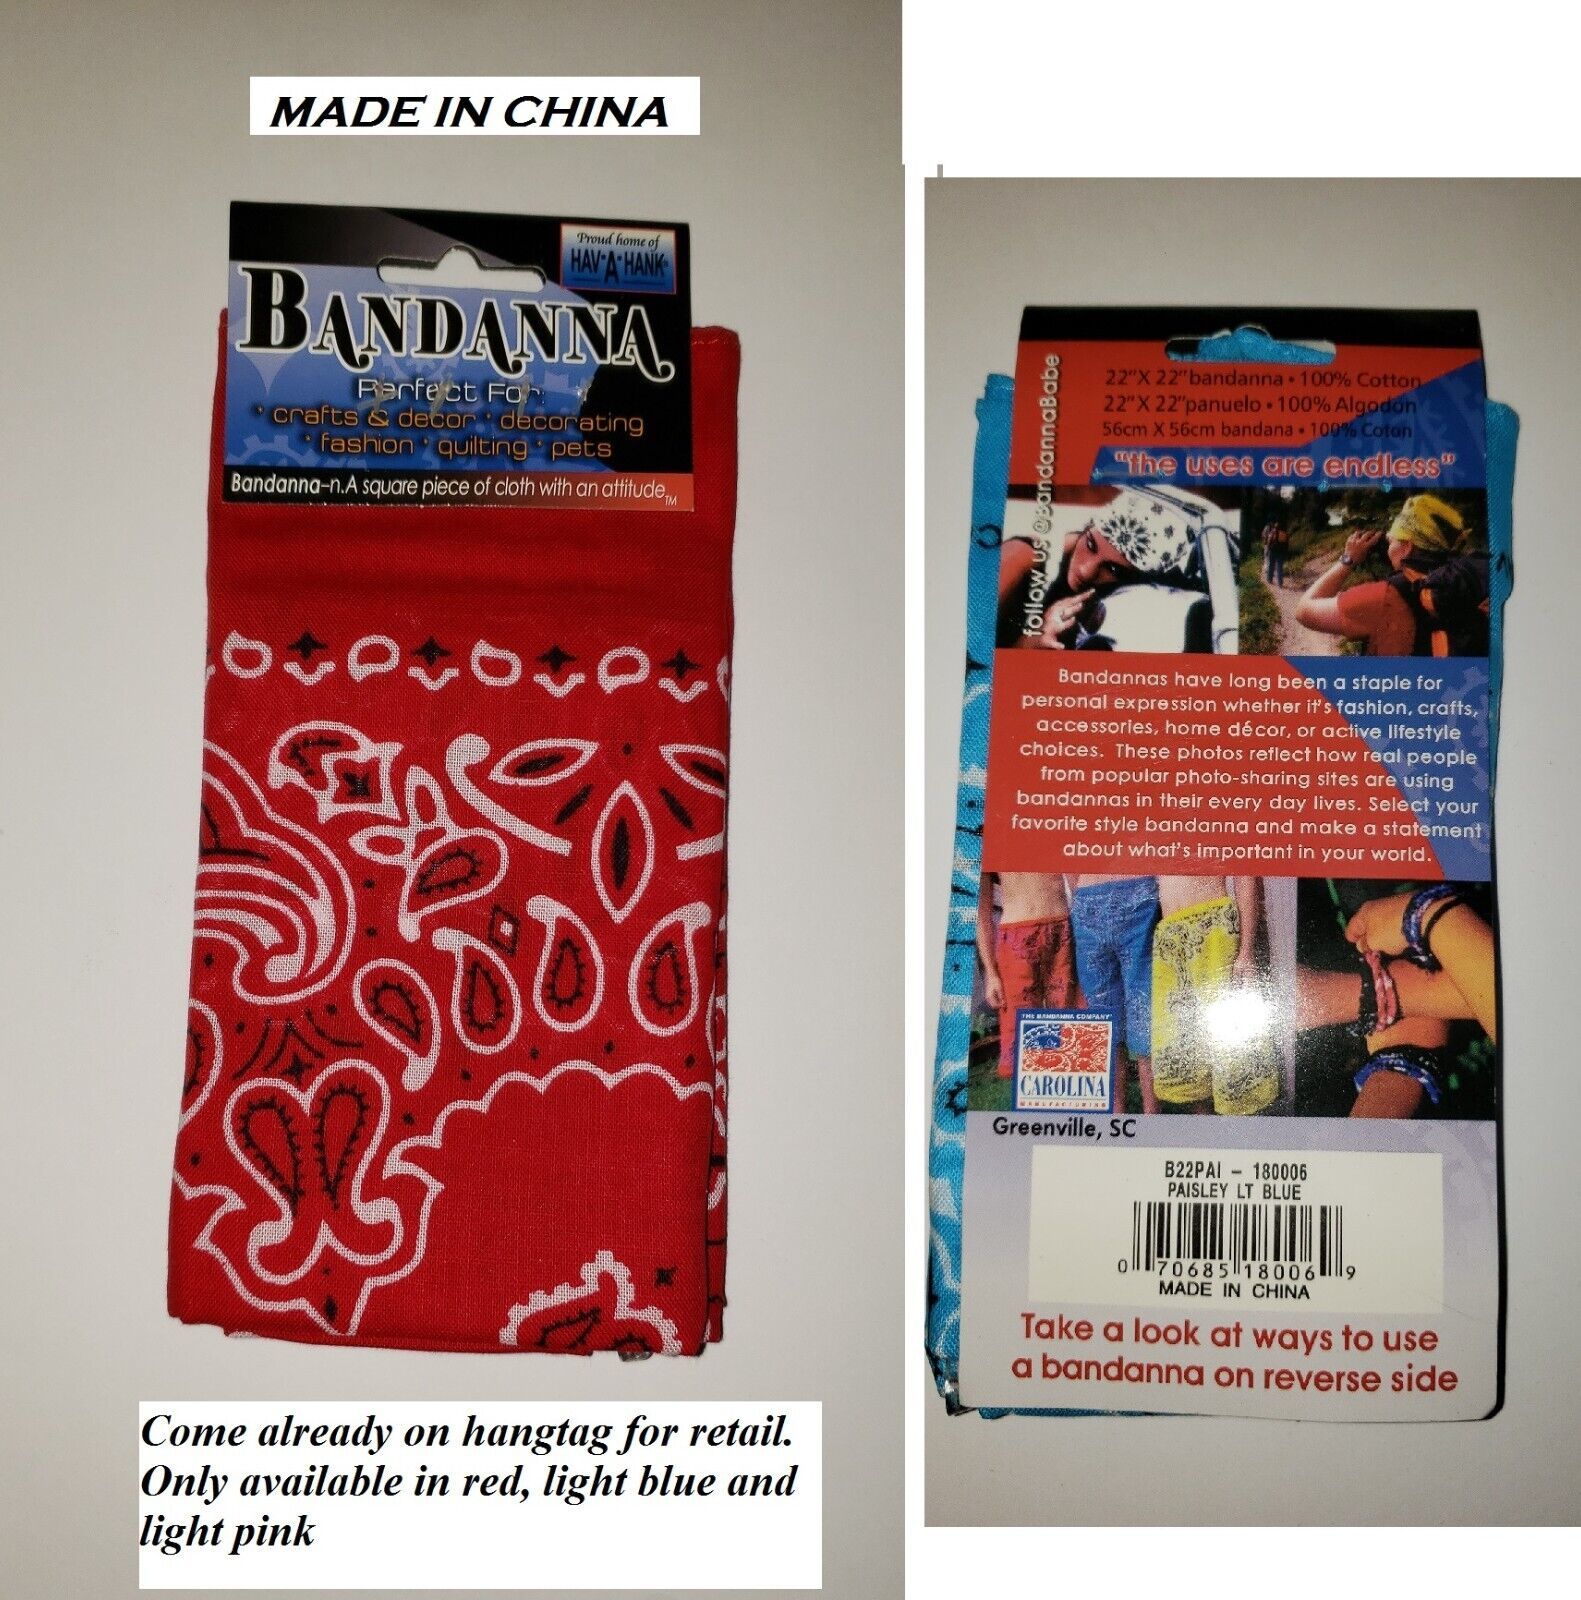 MADE IN CHINA
Proud home of
HAV-"A"-HANK
BANDANNA
Perfect For:
· crafts & decor · decorating
· fashion · quilting · pets
Bandanna–n.A square piece of cloth with an attitude™
Come already on hangtag for retail.
Only available in red, light blue and
light pink
follow us @BandannaBabe
22"X 22"bandanna • 100% Cotton
22"X 22"panuelo • 100% Algodon
56cm X 56cm bandana • 100% Coton
"the uses are endless"
Bandannas have long been a staple for
personal expression whether it's fashion, crafts,
accessories, home décor, or active lifestyle
choices. These photos reflect how real people
from popular photo-sharing sites are using
bandannas in their every day lives. Select your
favorite style bandanna and make a statement
about what's important in your world.
THE BANDANNA COMPANY
CAROLINA
MANUFACTURING
Greenville, SC
B22PAI - 180006
PAISLEY LT BLUE
0 70685 18006 9
MADE IN CHINA
Take a look at ways to use
a bandanna on reverse side